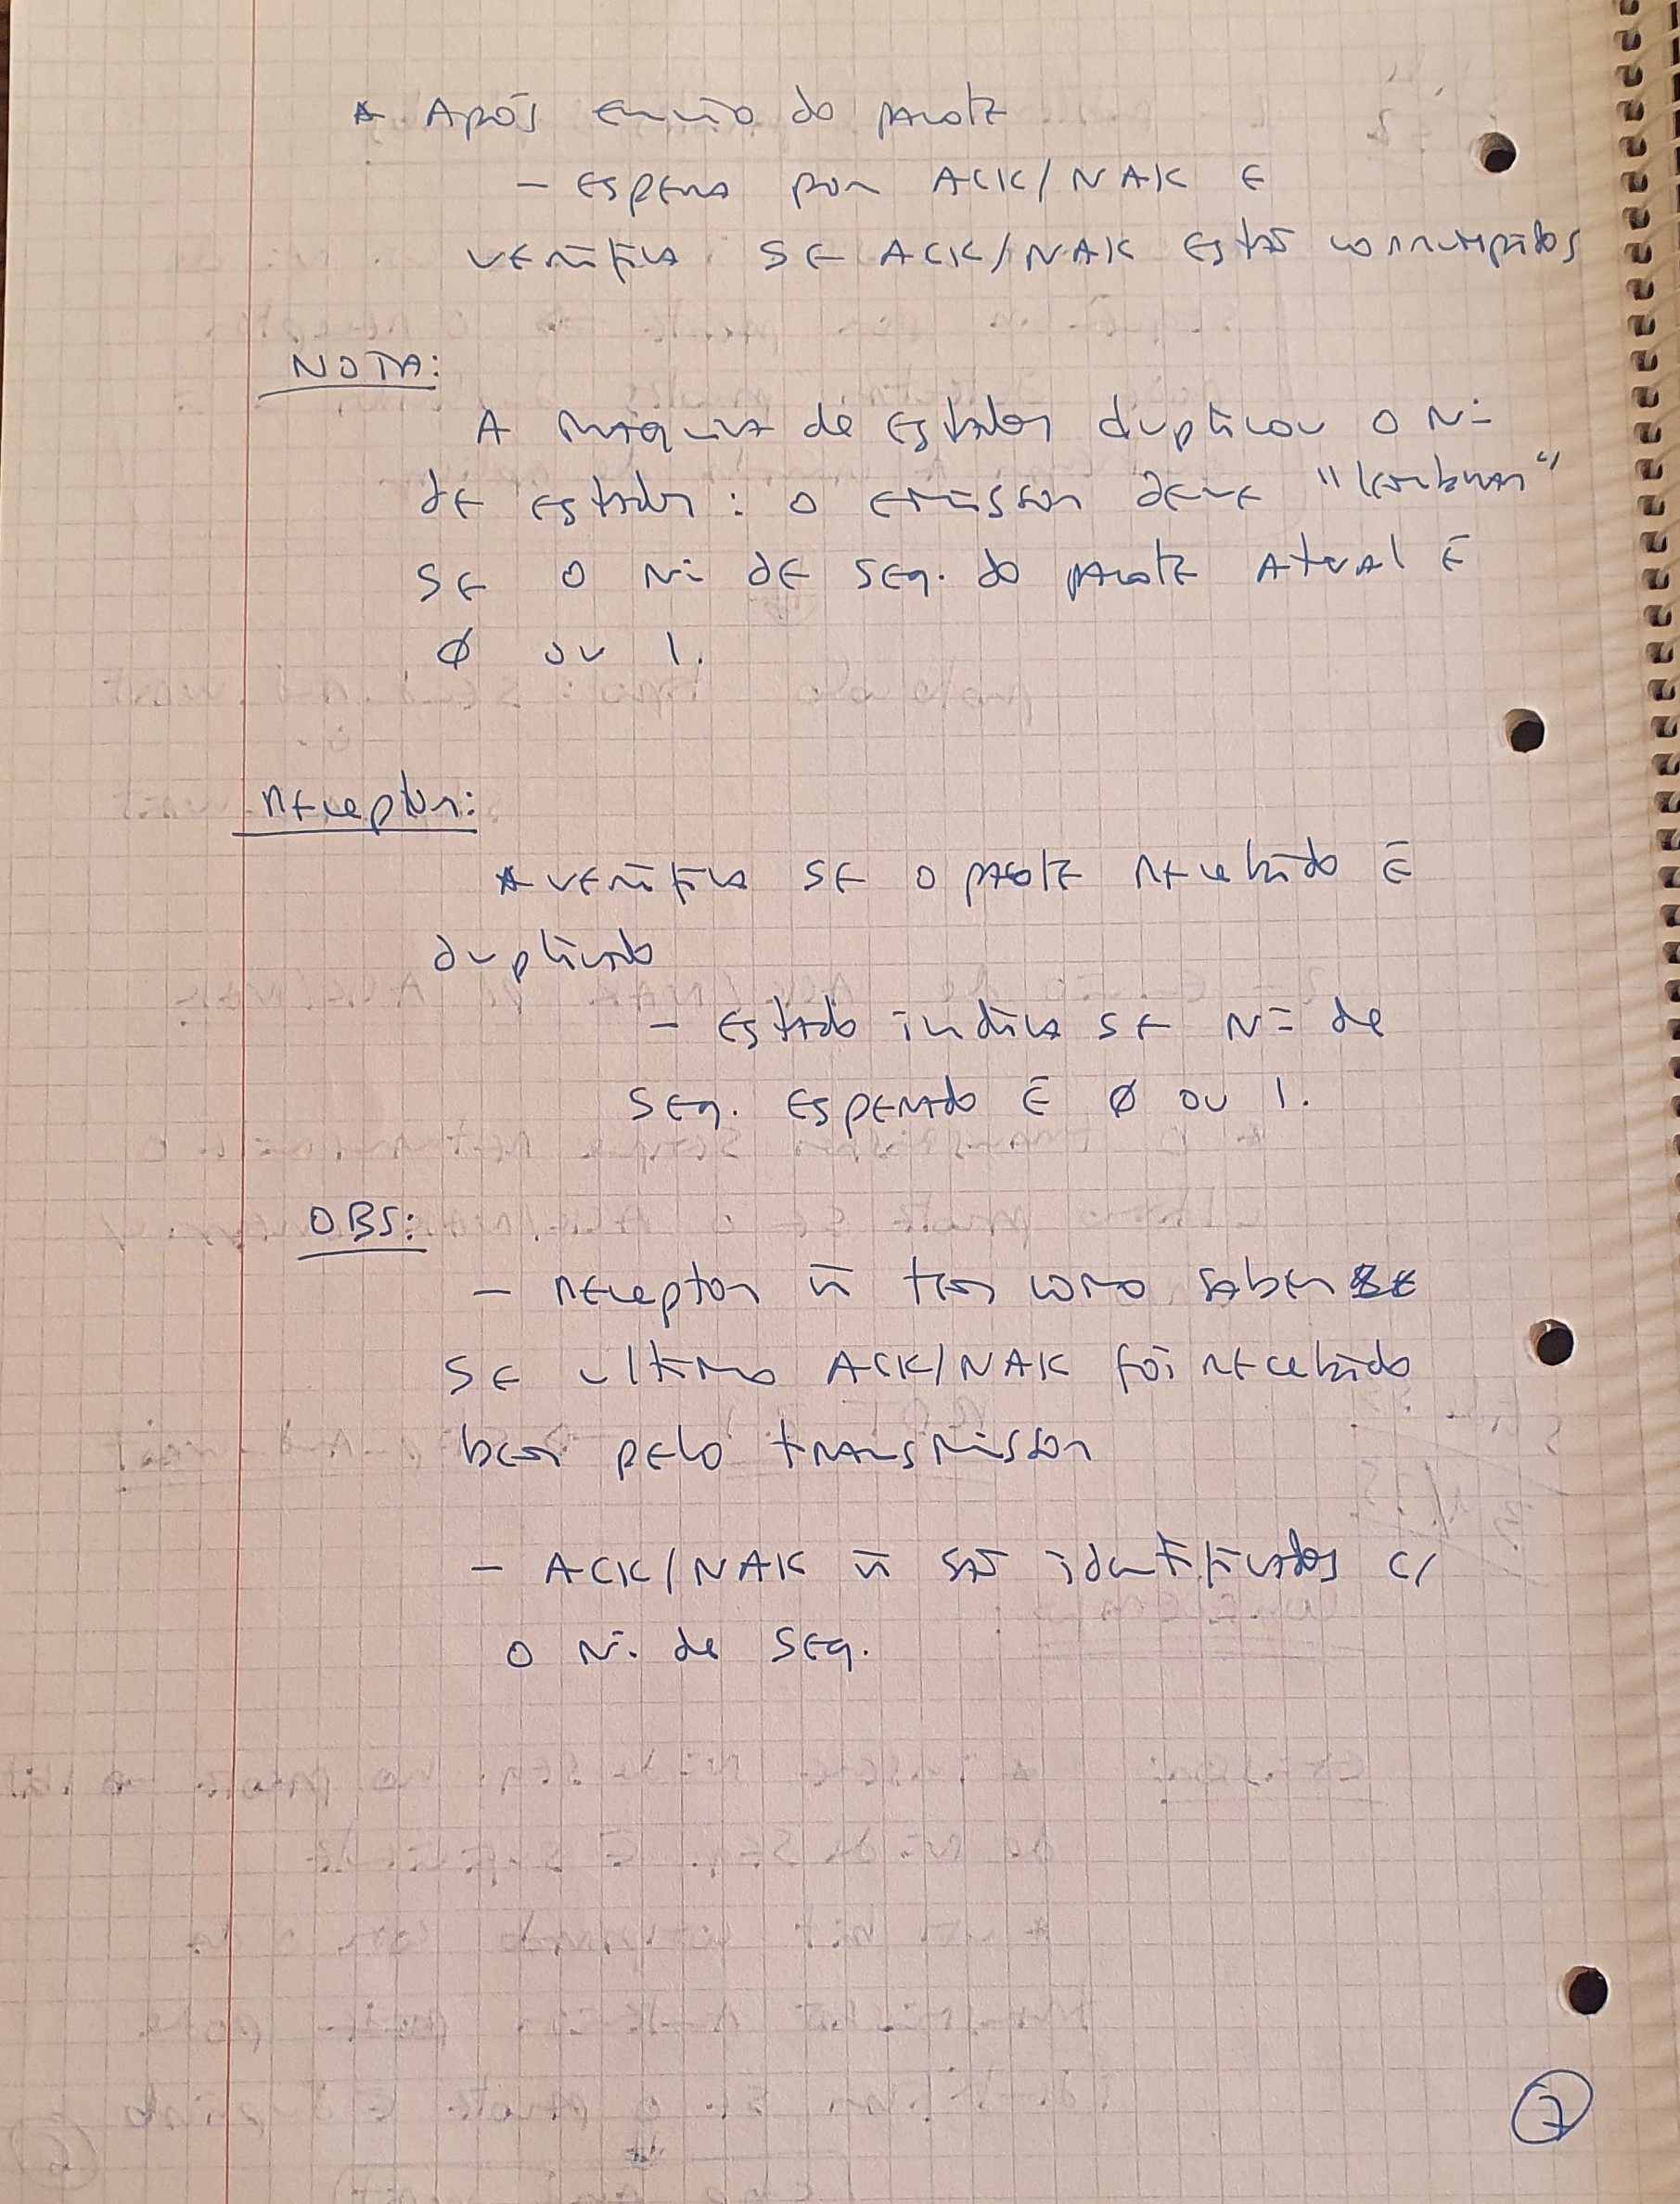 * Após envio do pacote
- espera por ACK/NAK e
verifica se ACK/NAK estão corrompidos
NOTA:
A máquina de estados duplicou o nº
de estados: o emissor deve "lembrar"
se o nº de seq. do pacote atual é
Ø ou 1.
Receptor:
* verifica se o pacote recebido é
duplicado
- estado indica se nº de
seq. esperado é Ø ou 1.
OBS:
- receptor ñ tem como saber
se ultimo ACK/NAK foi recebido
bem pelo transmissor
- ACK/NAK ñ são identificados c/
o nº de seq.
7